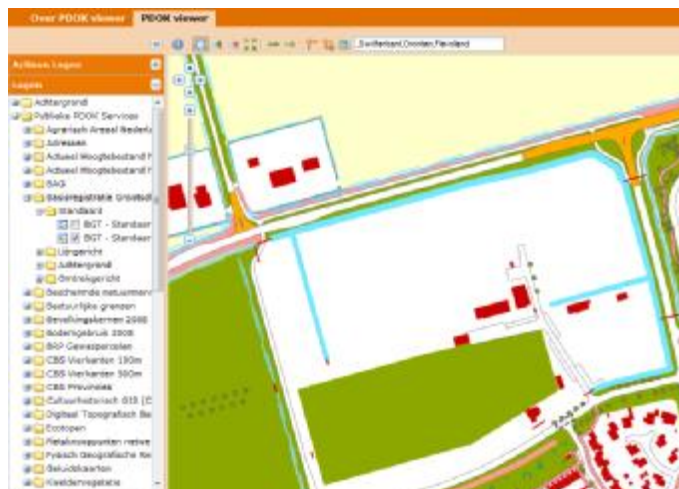 Over PDOK viewer PDOK viewer
,Swifterband,Dronten,Flevoland
Actieve Lagen
Lagen
Achtergrond
Publieke PDOK Services
Agrarisch Areaal Nederla
Adressen
Actueel Hoogtebestand N
Actueel Hoogtebestand N
BAG
Basisregistratie Grootsch
Standaard
BGT - Standaar
BGT - Standaar
Lijngericht
Achtergrond
Omtrekgericht
Beschermde natuurmonu
Bestuurlijke grenzen
Bevolkingskernen 2008
Bodemgebruik 2008
BRP Gewaspercelen
CBS Vierkanten 100m
CBS Vierkanten 500m
CBS Provincies
Cultuurhistorisch GIS (C
Digitaal Topografisch Be
Ecotopen
Fietsknooppunten netwe
Fysisch Geografische Re
Geluidskaarten